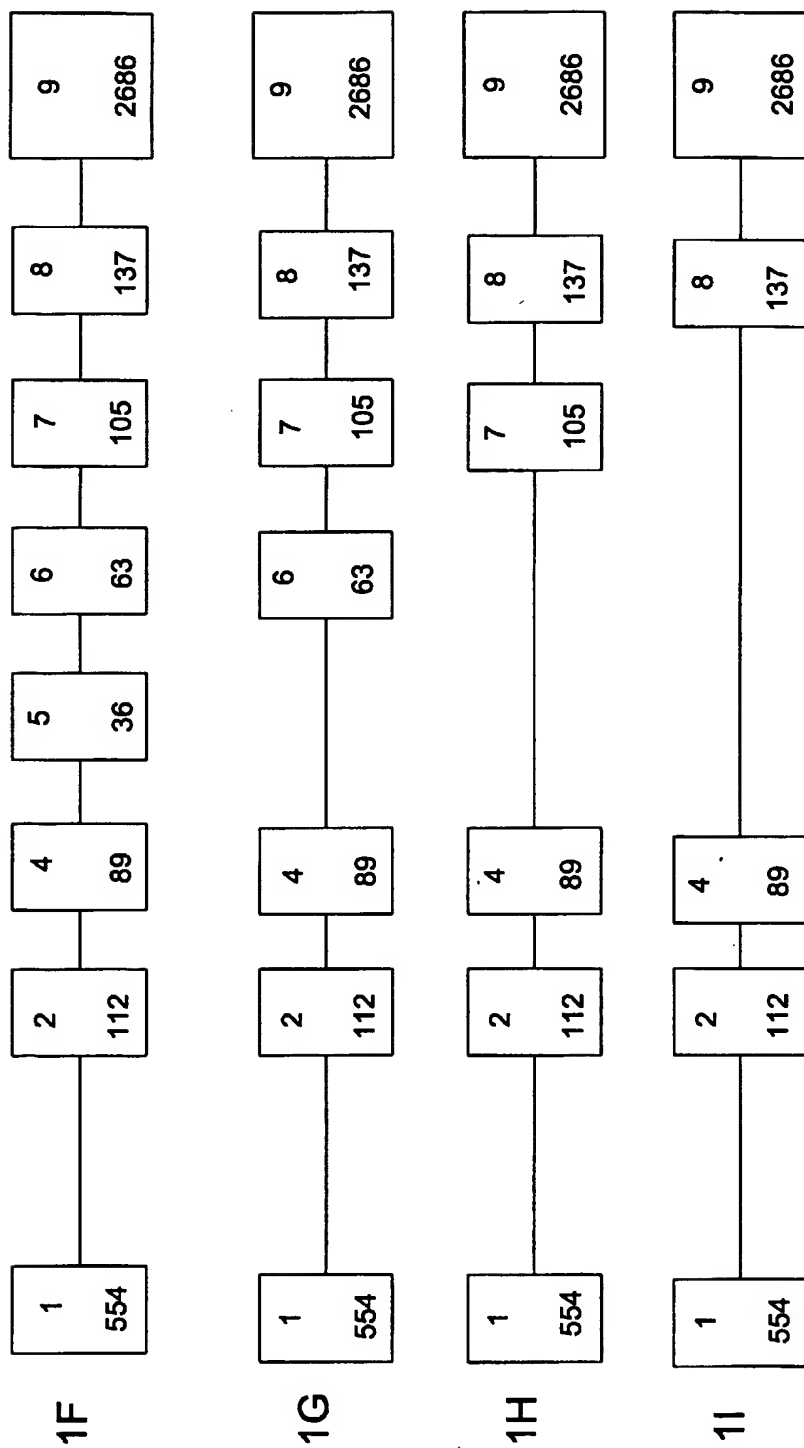 1F
1 2 4 5 6 7 8 9
554 112 89 36 63 105 137 2686
1G
1 2 4 6 7 8 9
554 112 89 63 105 137 2686
1H
1 2 4 7 8 9
554 112 89 105 137 2686
1I
1 2 4 8 9
554 112 89 137 2686